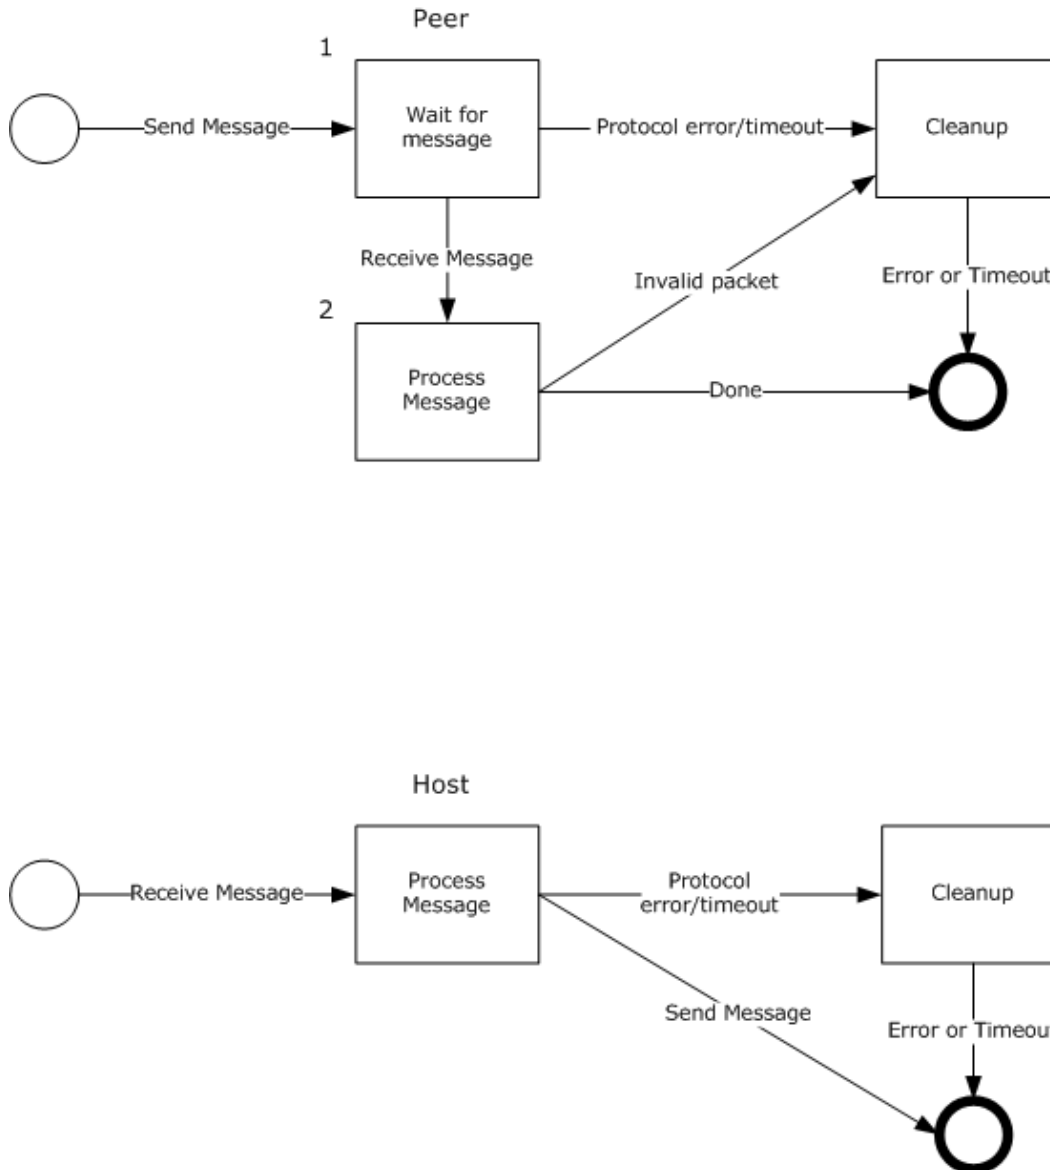 Peer
1
Send Message
Wait for
message
Protocol error/timeout
Cleanup
Receive Message
Invalid packet
Error or Timeout
2
Process
Message
Done
Host
Receive Message
Process
Message
Protocol
error/timeout
Cleanup
Send Message
Error or Timeout